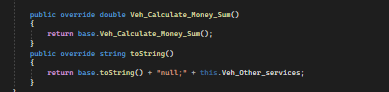 public override double Veh_Calculate_Money_Sum()
{
return base.Veh_Calculate_Money_Sum();
}
public override string toString()
{
return base.toString() + "null;" + this.Veh_Other_services;
}